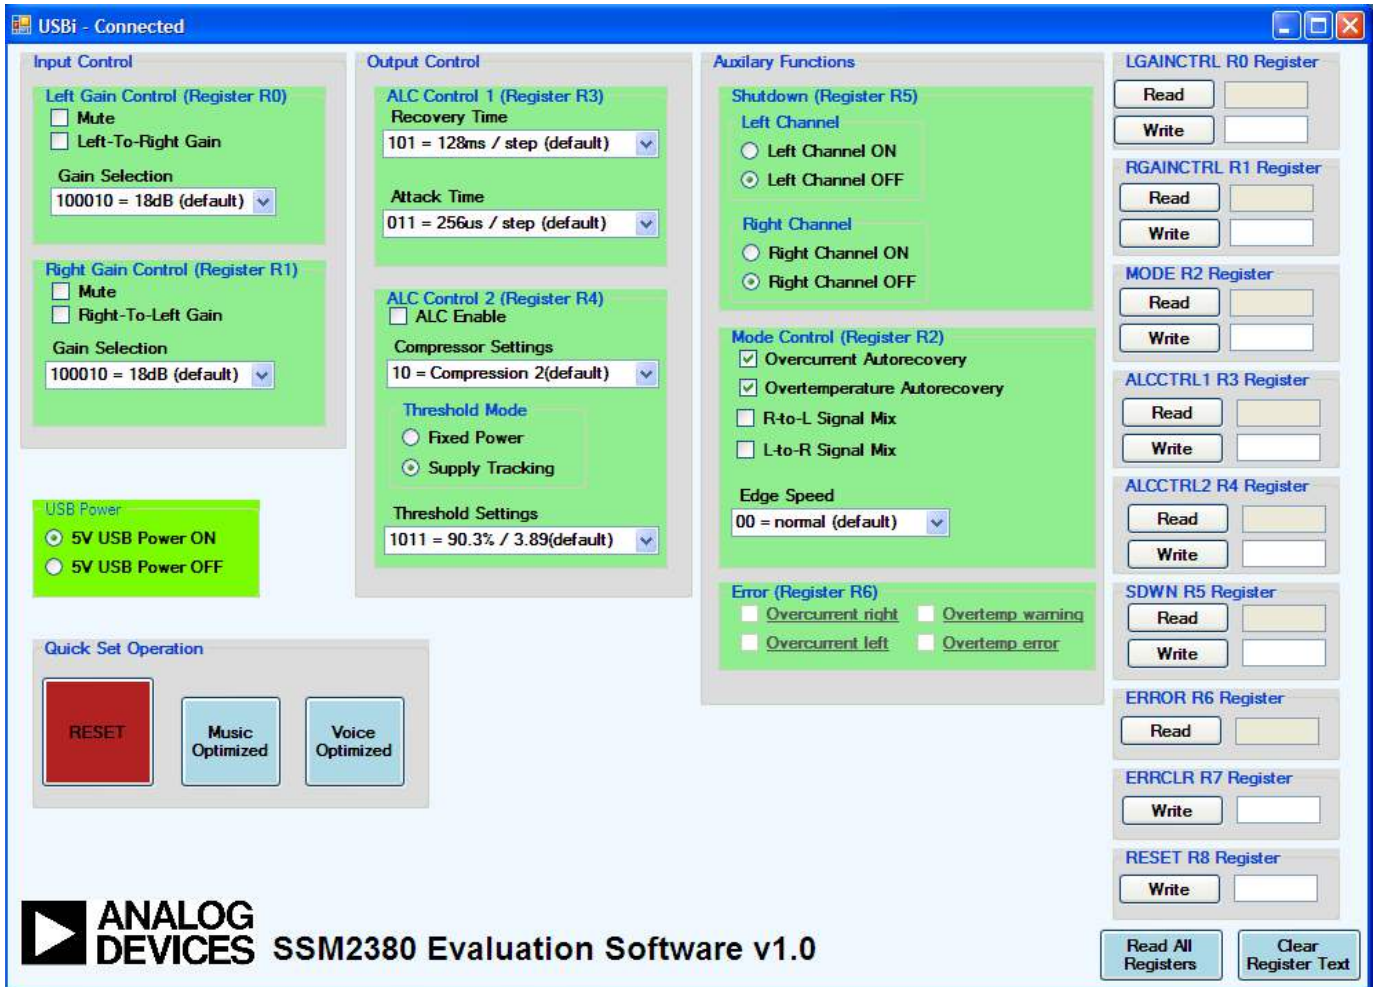 USBi - Connected
Input Control
Left Gain Control (Register R0)
Mute
Left-To-Right Gain
Gain Selection
100010 = 18dB (default)
Right Gain Control (Register R1)
Mute
Right-To-Left Gain
Gain Selection
100010 = 18dB (default)
USB Power
5V USB Power ON
5V USB Power OFF
Quick Set Operation
RESET
Music
Optimized
Voice
Optimized
Output Control
ALC Control 1 (Register R3)
Recovery Time
101 = 128ms / step (default)
Attack Time
011 = 256us / step (default)
ALC Control 2 (Register R4)
ALC Enable
Compressor Settings
10 = Compression 2(default)
Threshold Mode
Fixed Power
Supply Tracking
Threshold Settings
1011 = 90.3% / 3.89(default)
Auxilary Functions
Shutdown (Register R5)
Left Channel
Left Channel ON
Left Channel OFF
Right Channel
Right Channel ON
Right Channel OFF
Mode Control (Register R2)
Overcurrent Autorecovery
Overtemperature Autorecovery
R-to-L Signal Mix
L-to-R Signal Mix
Edge Speed
00 = normal (default)
Error (Register R6)
Overcurrent right Overtemp warning
Overcurrent left Overtemp error
LGAINCTRL R0 Register
Read
Write
RGAINCTRL R1 Register
Read
Write
MODE R2 Register
Read
Write
ALCCTRL1 R3 Register
Read
Write
ALCCTRL2 R4 Register
Read
Write
SDWN R5 Register
Read
Write
ERROR R6 Register
Read
ERRCLR R7 Register
Write
RESET R8 Register
Write
ANALOG
DEVICES
SSM2380 Evaluation Software v1.0
Read All
Registers
Clear
Register Text